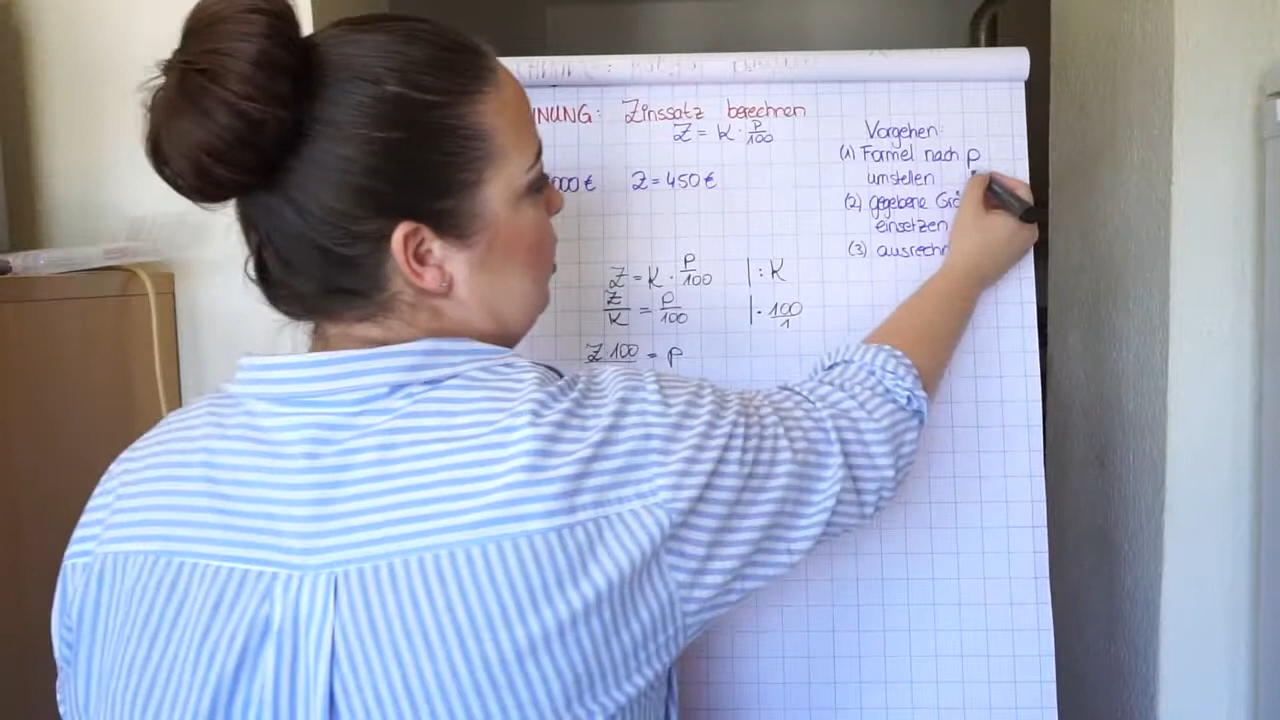 NUNG: Zinssatz berechnen
Z = K · p/100
000 € Z = 450 €
Vorgehen:
(1) Formel nach p
umstellen
(2) gegebene Grö
einsetzen
(3) ausrechn
Z = K · p/100 | : K
Z/K = p/100 | · 100/1
Z 100 = p